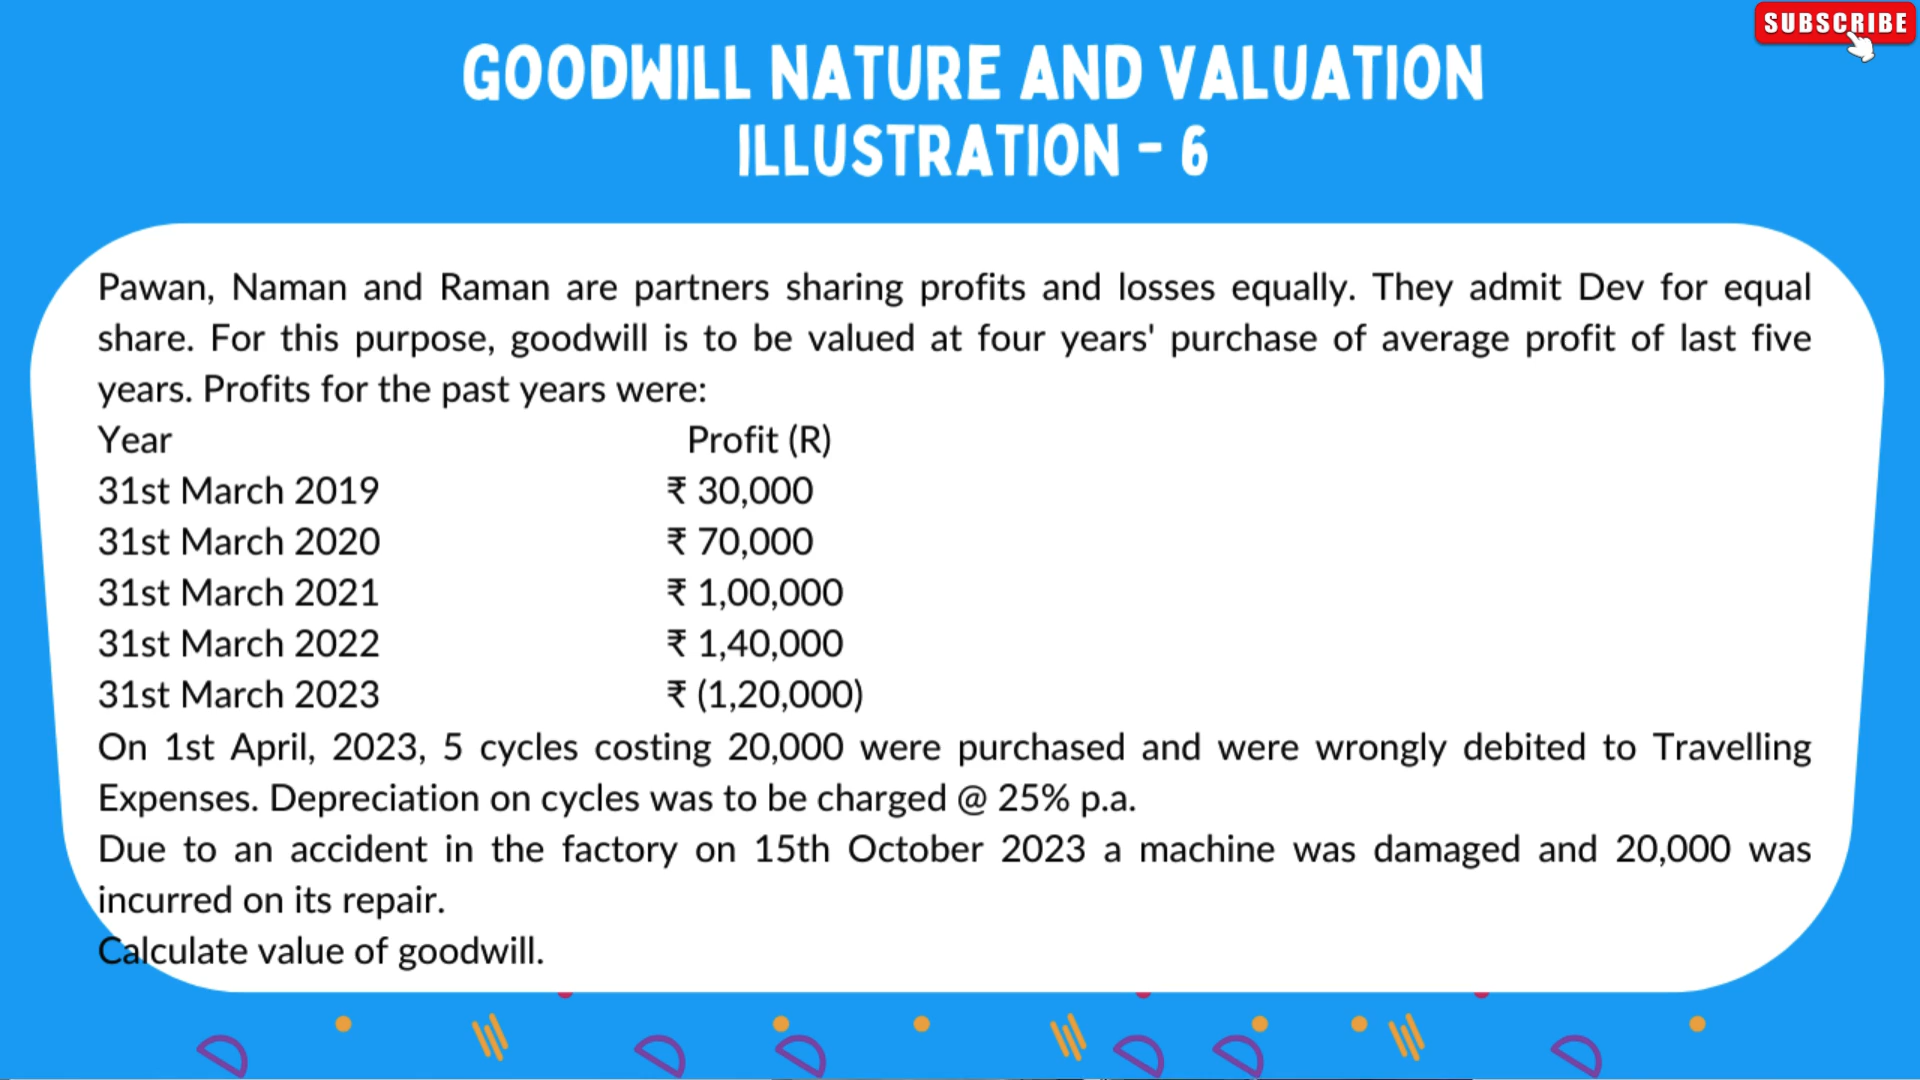 SUBSCRIBE
GOODWILL NATURE AND VALUATION
ILLUSTRATION - 6
Pawan, Naman and Raman are partners sharing profits and losses equally. They admit Dev for equal
share. For this purpose, goodwill is to be valued at four years' purchase of average profit of last five
years. Profits for the past years were:
Year Profit (R)
31st March 2019 ₹ 30,000
31st March 2020 ₹ 70,000
31st March 2021 ₹ 1,00,000
31st March 2022 ₹ 1,40,000
31st March 2023 ₹ (1,20,000)
On 1st April, 2023, 5 cycles costing 20,000 were purchased and were wrongly debited to Travelling
Expenses. Depreciation on cycles was to be charged @ 25% p.a.
Due to an accident in the factory on 15th October 2023 a machine was damaged and 20,000 was
incurred on its repair.
Calculate value of goodwill.